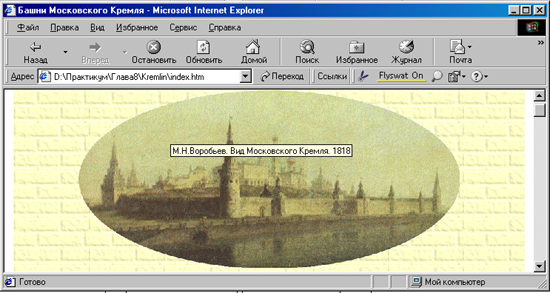 Башни Московского Кремля - Microsoft Internet Explorer
Файл Правка Вид Избранное Сервис Справка
Назад Вперед Остановить Обновить Домой Поиск Избранное Журнал Почта
Адрес D:\Практикум\Глава8\Kremlin\index.htm Переход Ссылки Flyswat On
М.Н.Воробьев. Вид Московского Кремля. 1818
Готово Мой компьютер